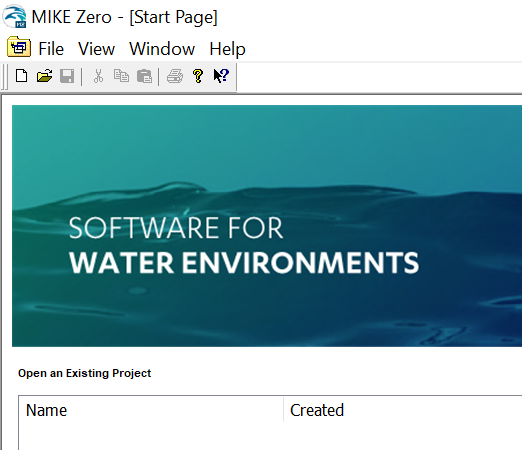 MIKE Zero - [Start Page]
File View Window Help
SOFTWARE FOR
WATER ENVIRONMENTS
Open an Existing Project
Name Created